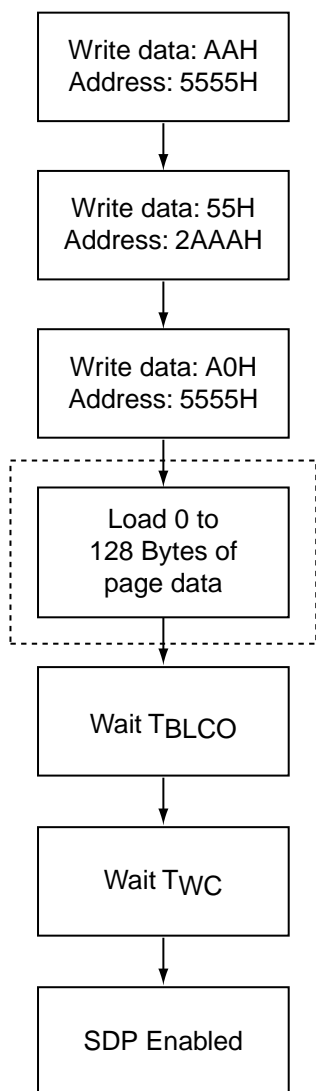 Write data: AAH
Address: 5555H
Write data: 55H
Address: 2AAAH
Write data: A0H
Address: 5555H
Load 0 to
128 Bytes of
page data
Wait TBLCO
Wait TWC
SDP Enabled